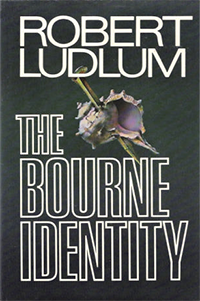 ROBERT
LUDLUM
THE
BOURNE
IDENTITY